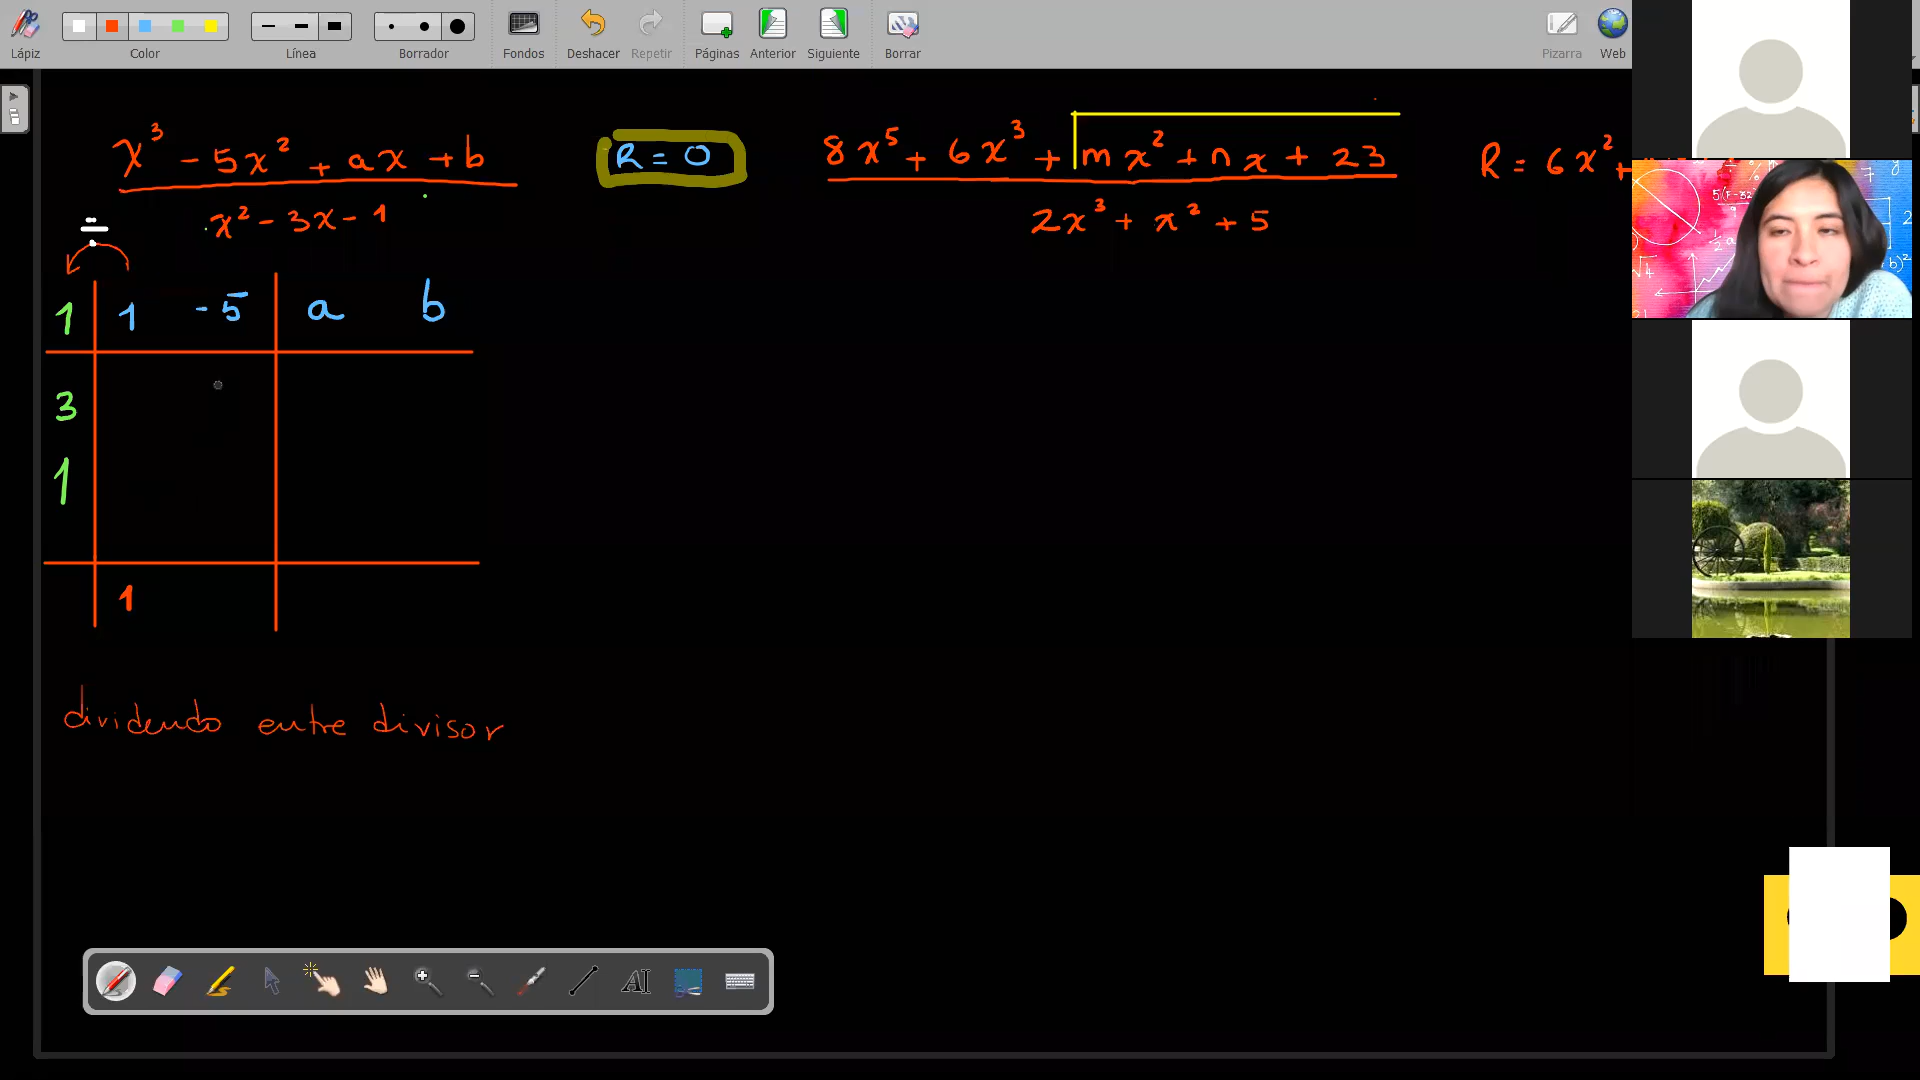 Lápiz Color Línea Borrador Fondos Deshacer Repetir Páginas Anterior Siguiente Borrar Pizarra Web
x³ - 5x² + ax + b
x² - 3x - 1
R = 0
8x⁵ + 6x³ + mx² + nx + 23
2x³ + x² + 5
R = 6x² +
÷
1 1 -5 a b
3
1
1
dividendo entre divisor
AI